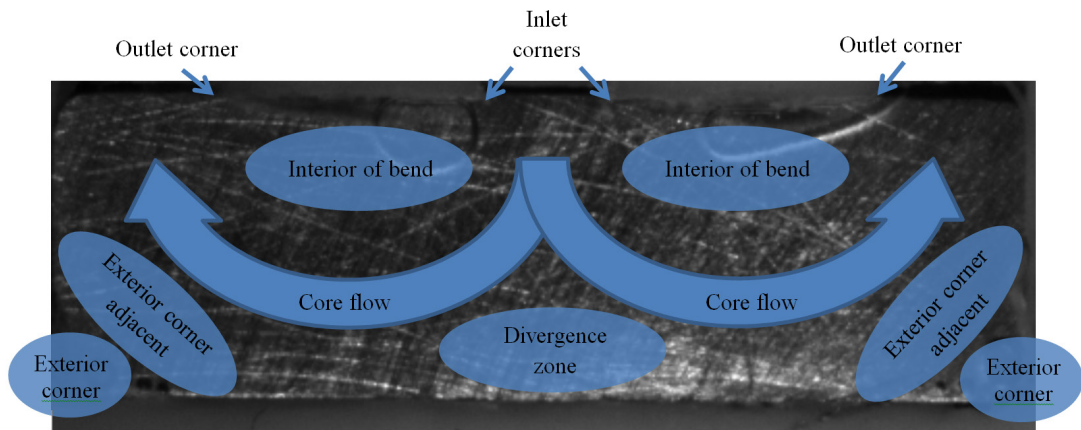 Inlet
corners
Outlet corner
Outlet corner
Interior of bend
Interior of bend
Exterior corner
adjacent
Core flow
Core flow
Exterior corner
adjacent
Divergence
zone
Exterior
corner
Exterior
corner